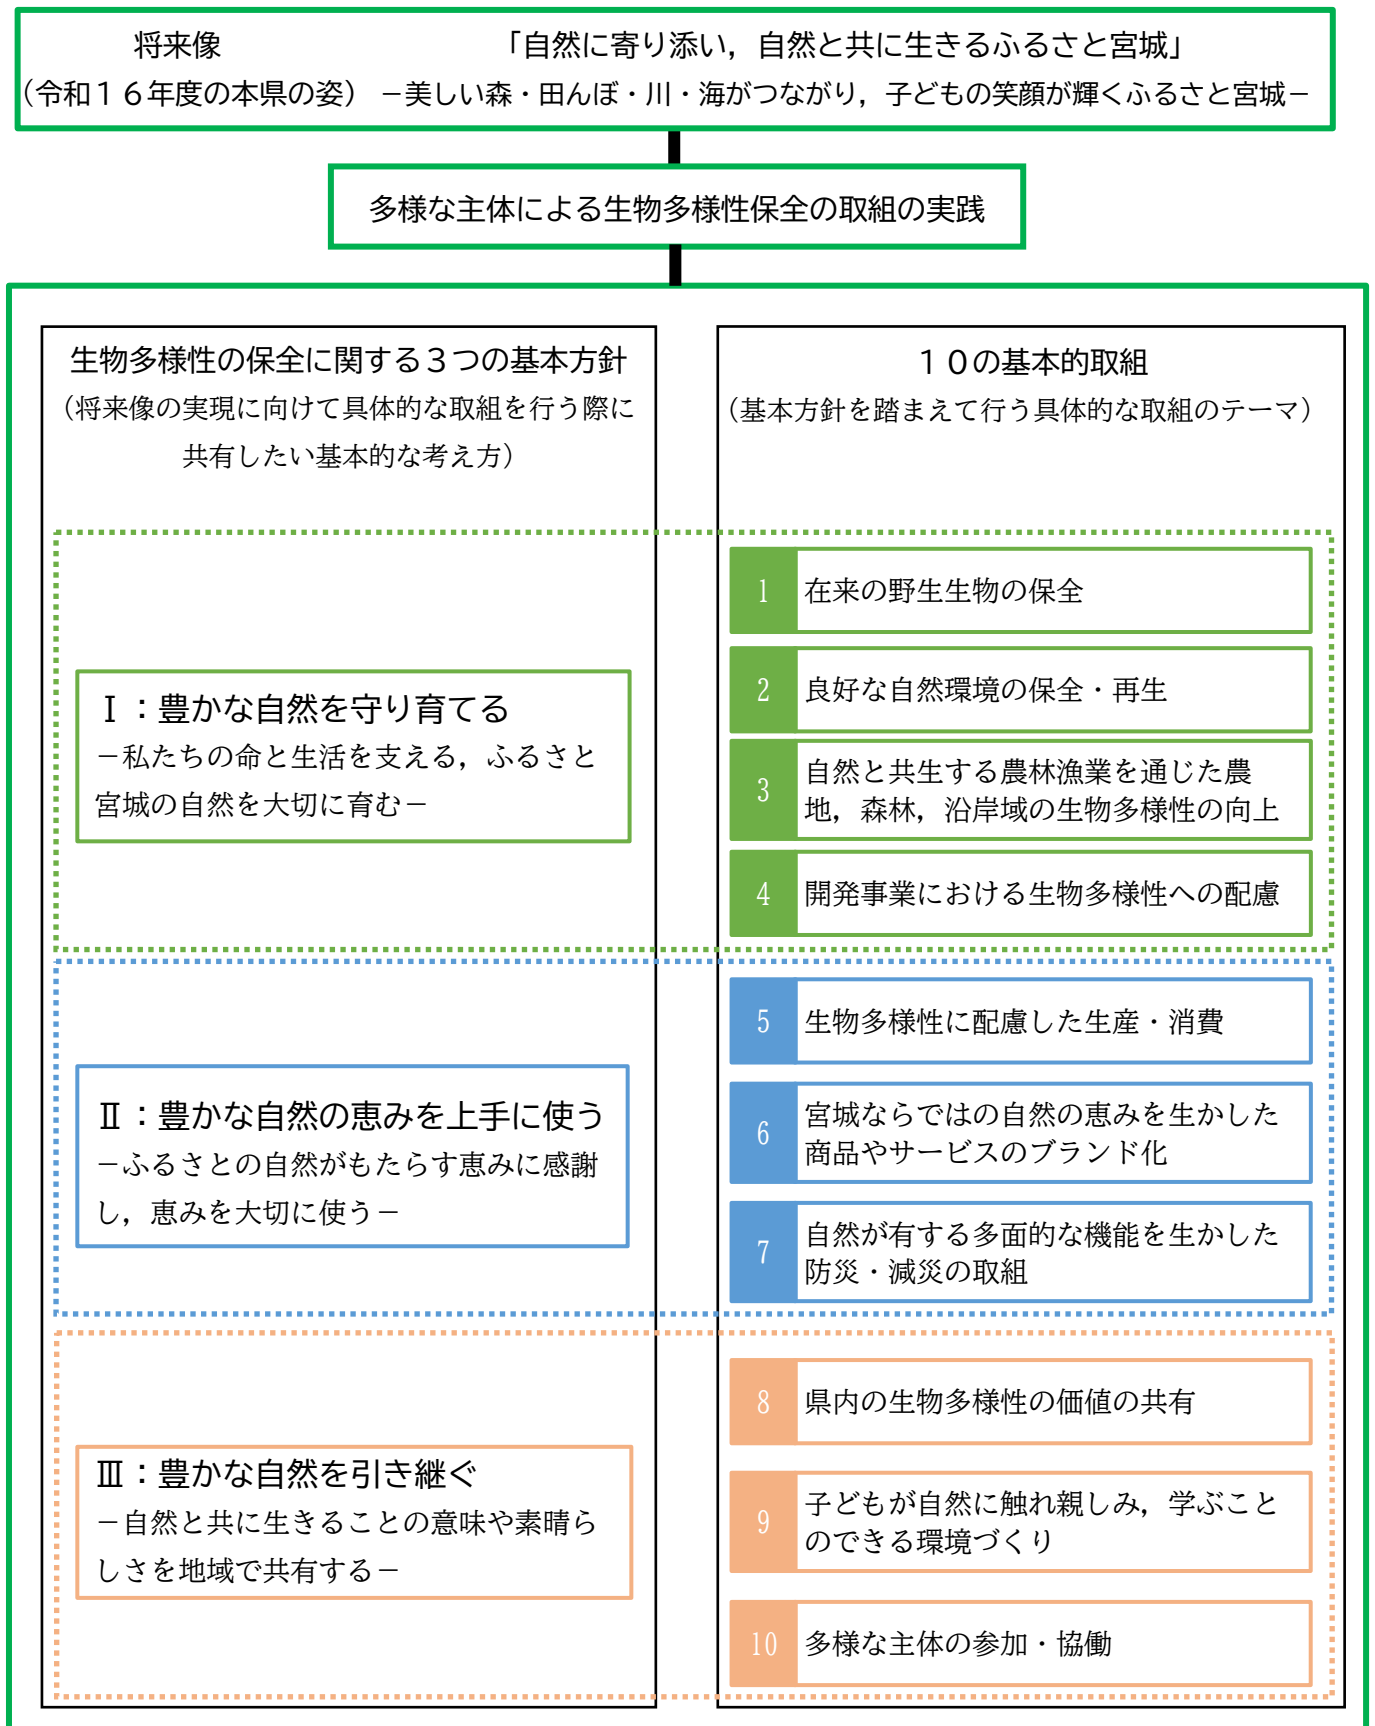 将来像
「自然に寄り添い，自然と共に生きるふるさと宮城」
（令和１６年度の本県の姿）
－美しい森・田んぼ・川・海がつながり，子どもの笑顔が輝くふるさと宮城－
多様な主体による生物多様性保全の取組の実践
生物多様性の保全に関する３つの基本方針
（将来像の実現に向けて具体的な取組を行う際に
共有したい基本的な考え方）
１０の基本的取組
（基本方針を踏まえて行う具体的な取組のテーマ）
Ⅰ：豊かな自然を守り育てる
－私たちの命と生活を支える，ふるさと
宮城の自然を大切に育む－
1 在来の野生生物の保全
2 良好な自然環境の保全・再生
3 自然と共生する農林漁業を通じた農
地，森林，沿岸域の生物多様性の向上
4 開発事業における生物多様性への配慮
Ⅱ：豊かな自然の恵みを上手に使う
－ふるさとの自然がもたらす恵みに感謝
し，恵みを大切に使う－
5 生物多様性に配慮した生産・消費
6 宮城ならではの自然の恵みを生かした
商品やサービスのブランド化
7 自然が有する多面的な機能を生かした
防災・減災の取組
Ⅲ：豊かな自然を引き継ぐ
－自然と共に生きることの意味や素晴ら
しさを地域で共有する－
8 県内の生物多様性の価値の共有
9 子どもが自然に触れ親しみ，学ぶこと
のできる環境づくり
10 多様な主体の参加・協働